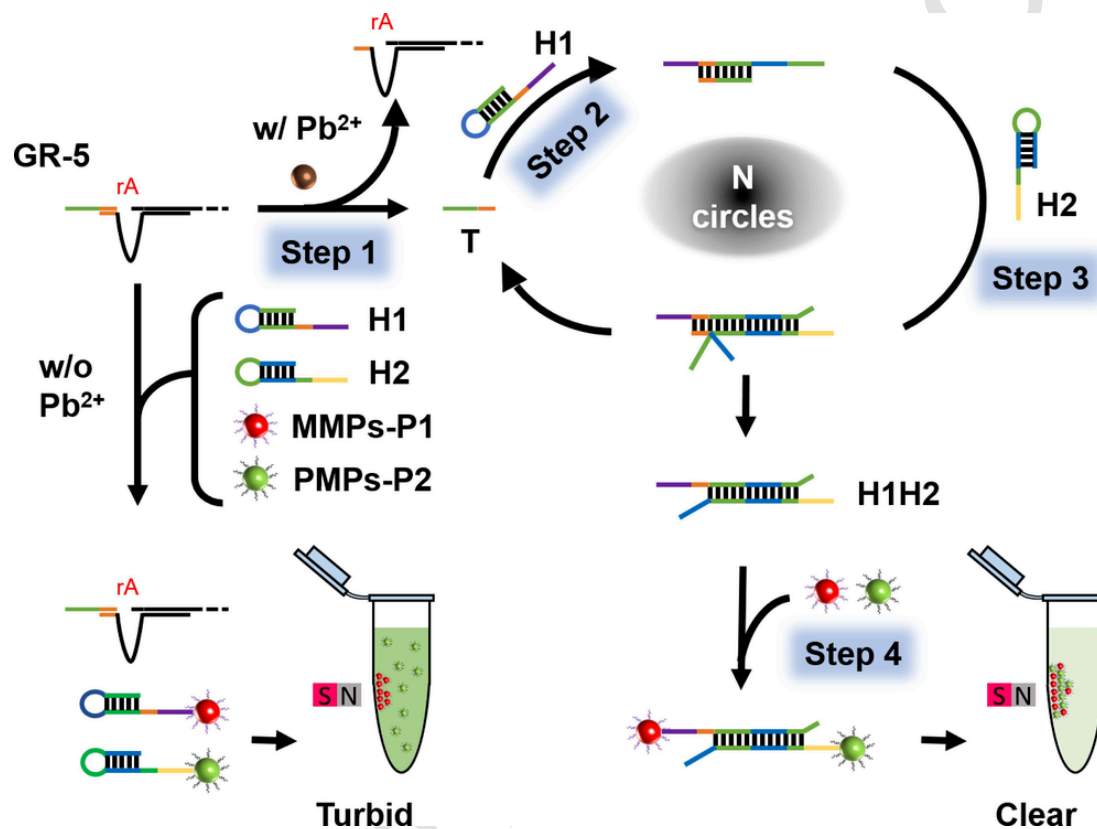 rA
H1
w/ Pb²⁺
Step 2
GR-5
rA
N
circles
H2
T
Step 1
Step 3
H1
w/o
Pb²⁺
H2
MMPs-P1
PMPs-P2
H1H2
rA
Step 4
S N
S N
Turbid
Clear